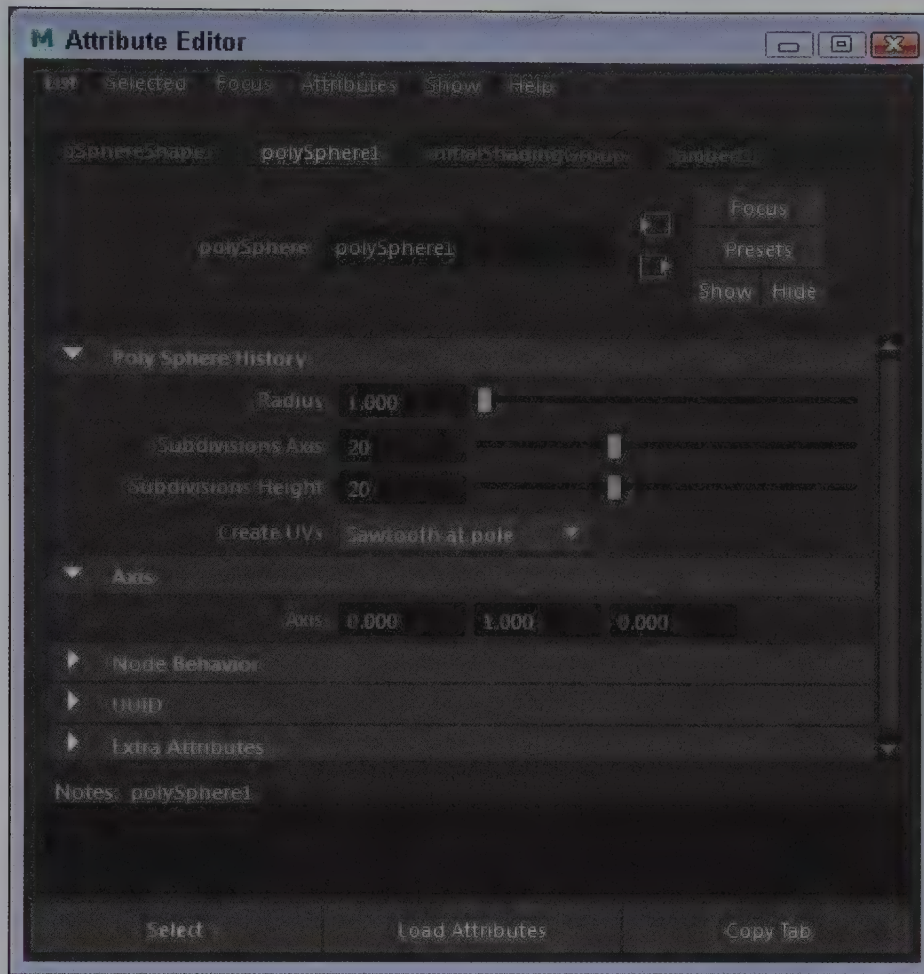 M Attribute Editor
List Selected Focus Attributes Show Help
polySphere1
Focus
polySphere polySphere1 Presets
Show Hide
Poly Sphere History
Radius 1.000
Subdivisions Axis 20
Subdivisions Height 20
Create UVs Sawtooth at pole
Axis
Axis 0.000 1.000 0.000
Node Behavior
UUID
Extra Attributes
Notes: polySphere1
Select Load Attributes Copy Tab